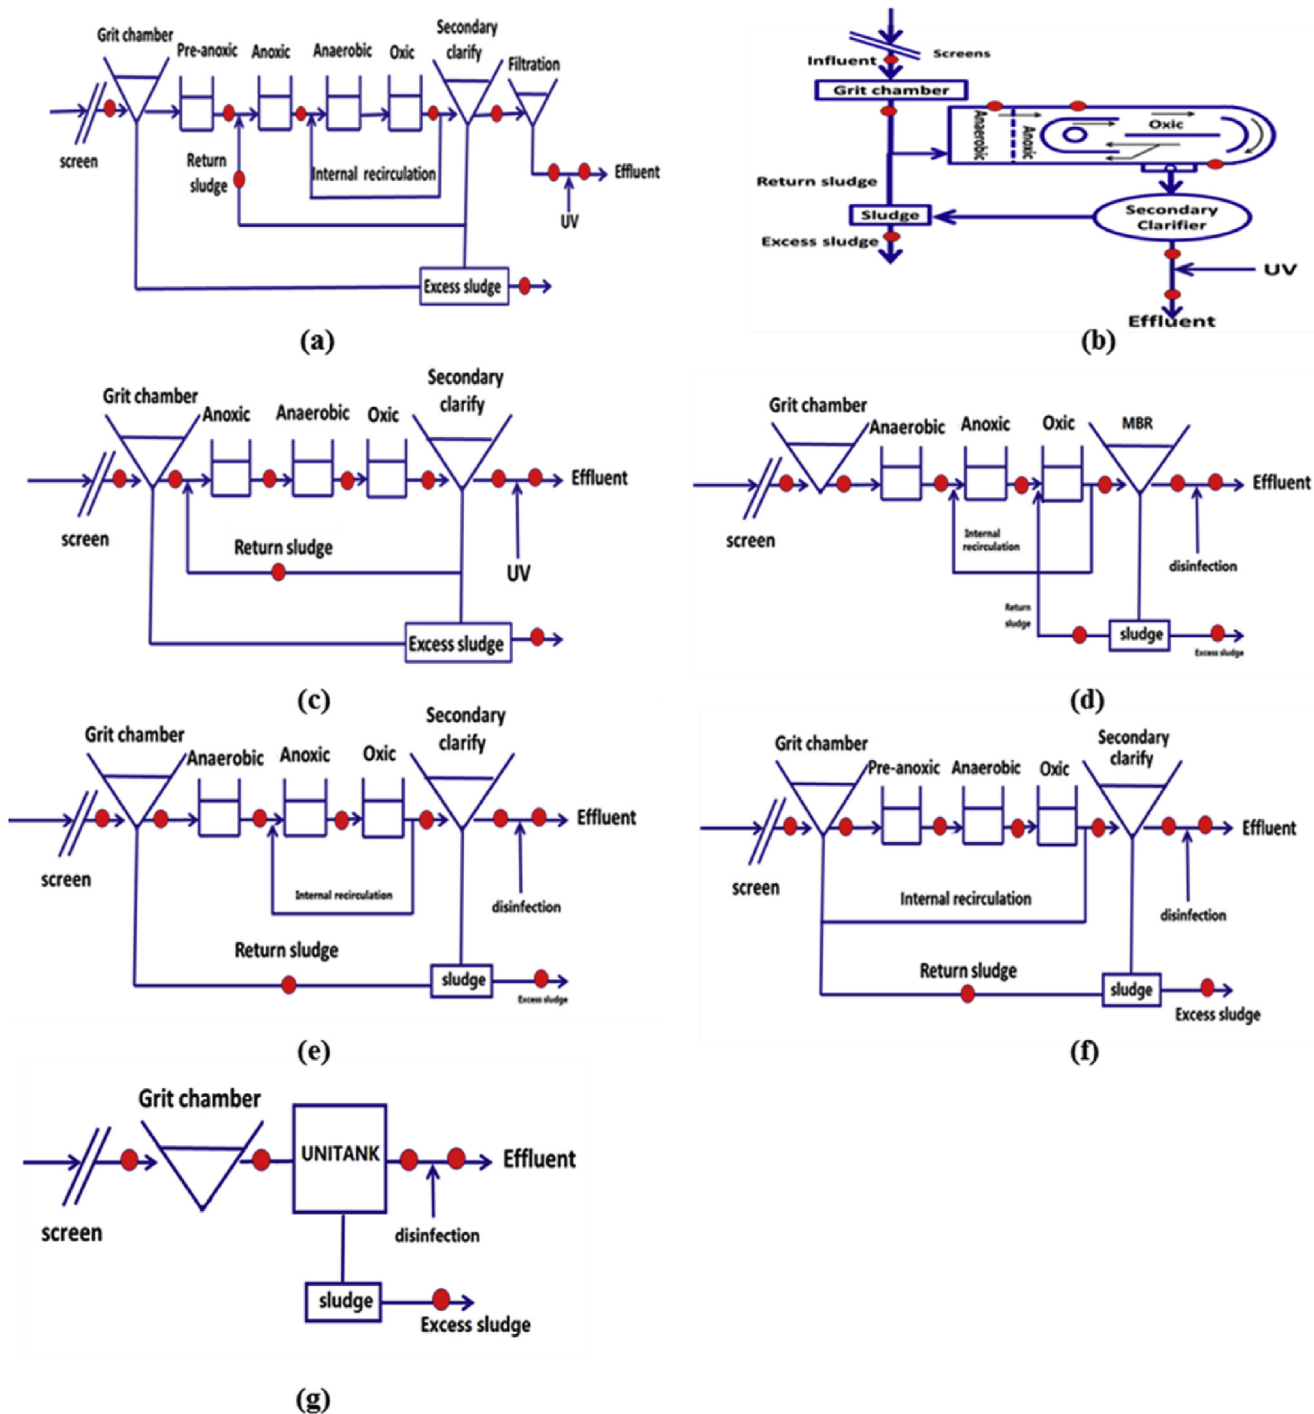 Grit chamber
Pre-anoxic
Anoxic
Anaerobic
Oxic
Secondary
clarify
Filtration
screen
Return
sludge
Internal recirculation
Effluent
UV
Excess sludge
(a)
Screens
Influent
Grit chamber
Anaerobic
Anoxic
Oxic
Return sludge
Sludge
Secondary
Clarifier
Excess sludge
UV
Effluent
(b)
Grit chamber
Anoxic
Anaerobic
Oxic
Secondary
clarify
Effluent
screen
Return sludge
UV
Excess sludge
(c)
Grit chamber
Anaerobic
Anoxic
Oxic
MBR
Effluent
screen
Internal
recirculation
disinfection
Return
sludge
sludge
Excess sludge
(d)
Grit chamber
Anaerobic
Anoxic
Oxic
Secondary
clarify
Effluent
screen
Internal recirculation
disinfection
Return sludge
sludge
Excess sludge
(e)
Grit chamber
Pre-anoxic
Anaerobic
Oxic
Secondary
clarify
Effluent
screen
Internal recirculation
disinfection
Return sludge
sludge
Excess sludge
(f)
Grit chamber
UNITANK
Effluent
screen
disinfection
sludge
Excess sludge
(g)